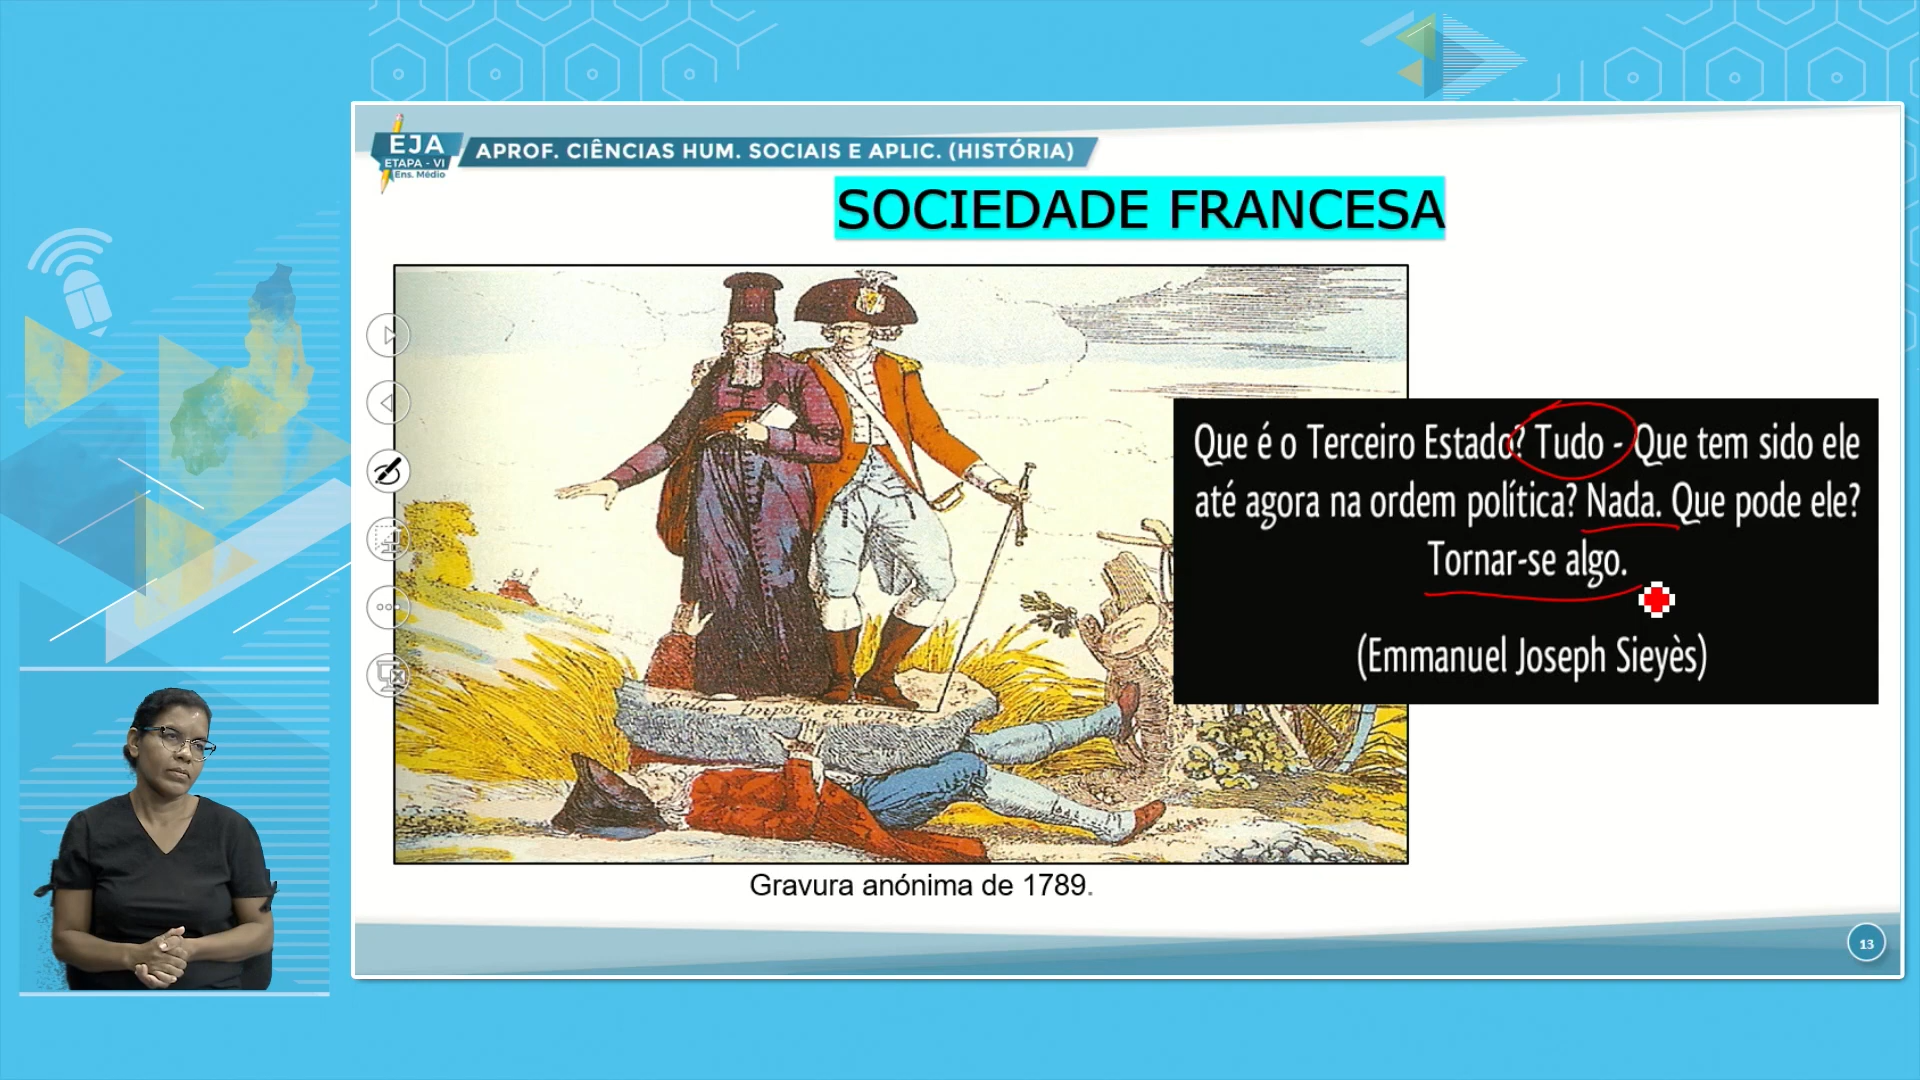 EJA
ETAPA - VI
Ens. Médio
APROF. CIÊNCIAS HUM. SOCIAIS E APLIC. (HISTÓRIA)
SOCIEDADE FRANCESA
Que é o Terceiro Estado? Tudo - Que tem sido ele
até agora na ordem política? Nada. Que pode ele?
Tornar-se algo.
(Emmanuel Joseph Sieyès)
Gravura anónima de 1789.
13